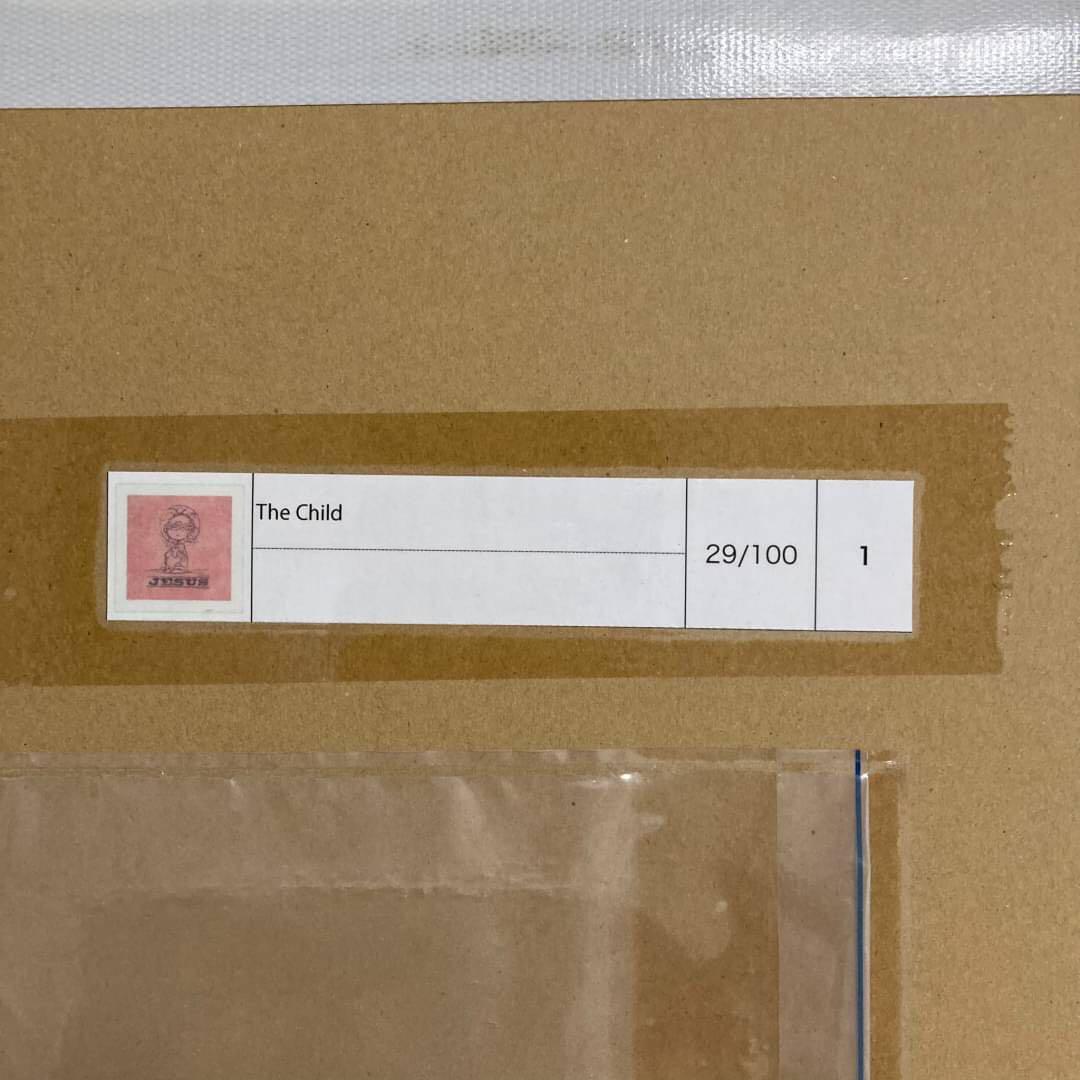 JESUS
The Child
29/100
1